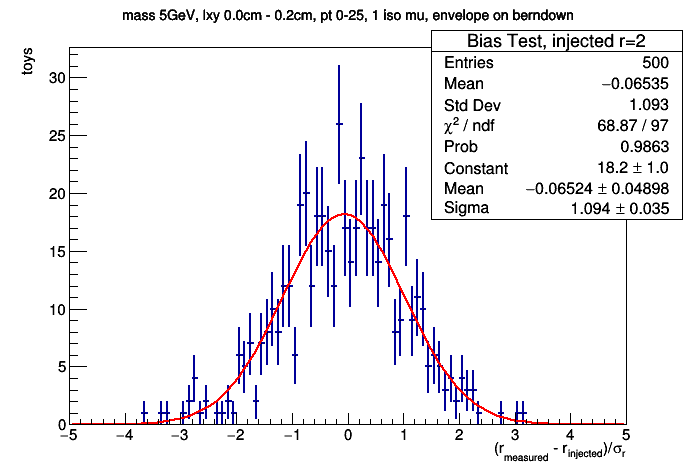 mass 5GeV, lxy 0.0cm - 0.2cm, pt 0-25, 1 iso mu, envelope on berndown
toys
Bias Test, injected r=2
Entries 500
Mean −0.06535
Std Dev 1.093
χ² / ndf 68.87 / 97
Prob 0.9863
Constant 18.2 ± 1.0
Mean −0.06524 ± 0.04898
Sigma 1.094 ± 0.035
30
25
20
15
10
5
0
−5 −4 −3 −2 −1 0 1 2 3 4 5
(r_measured - r_injected)/σ_r